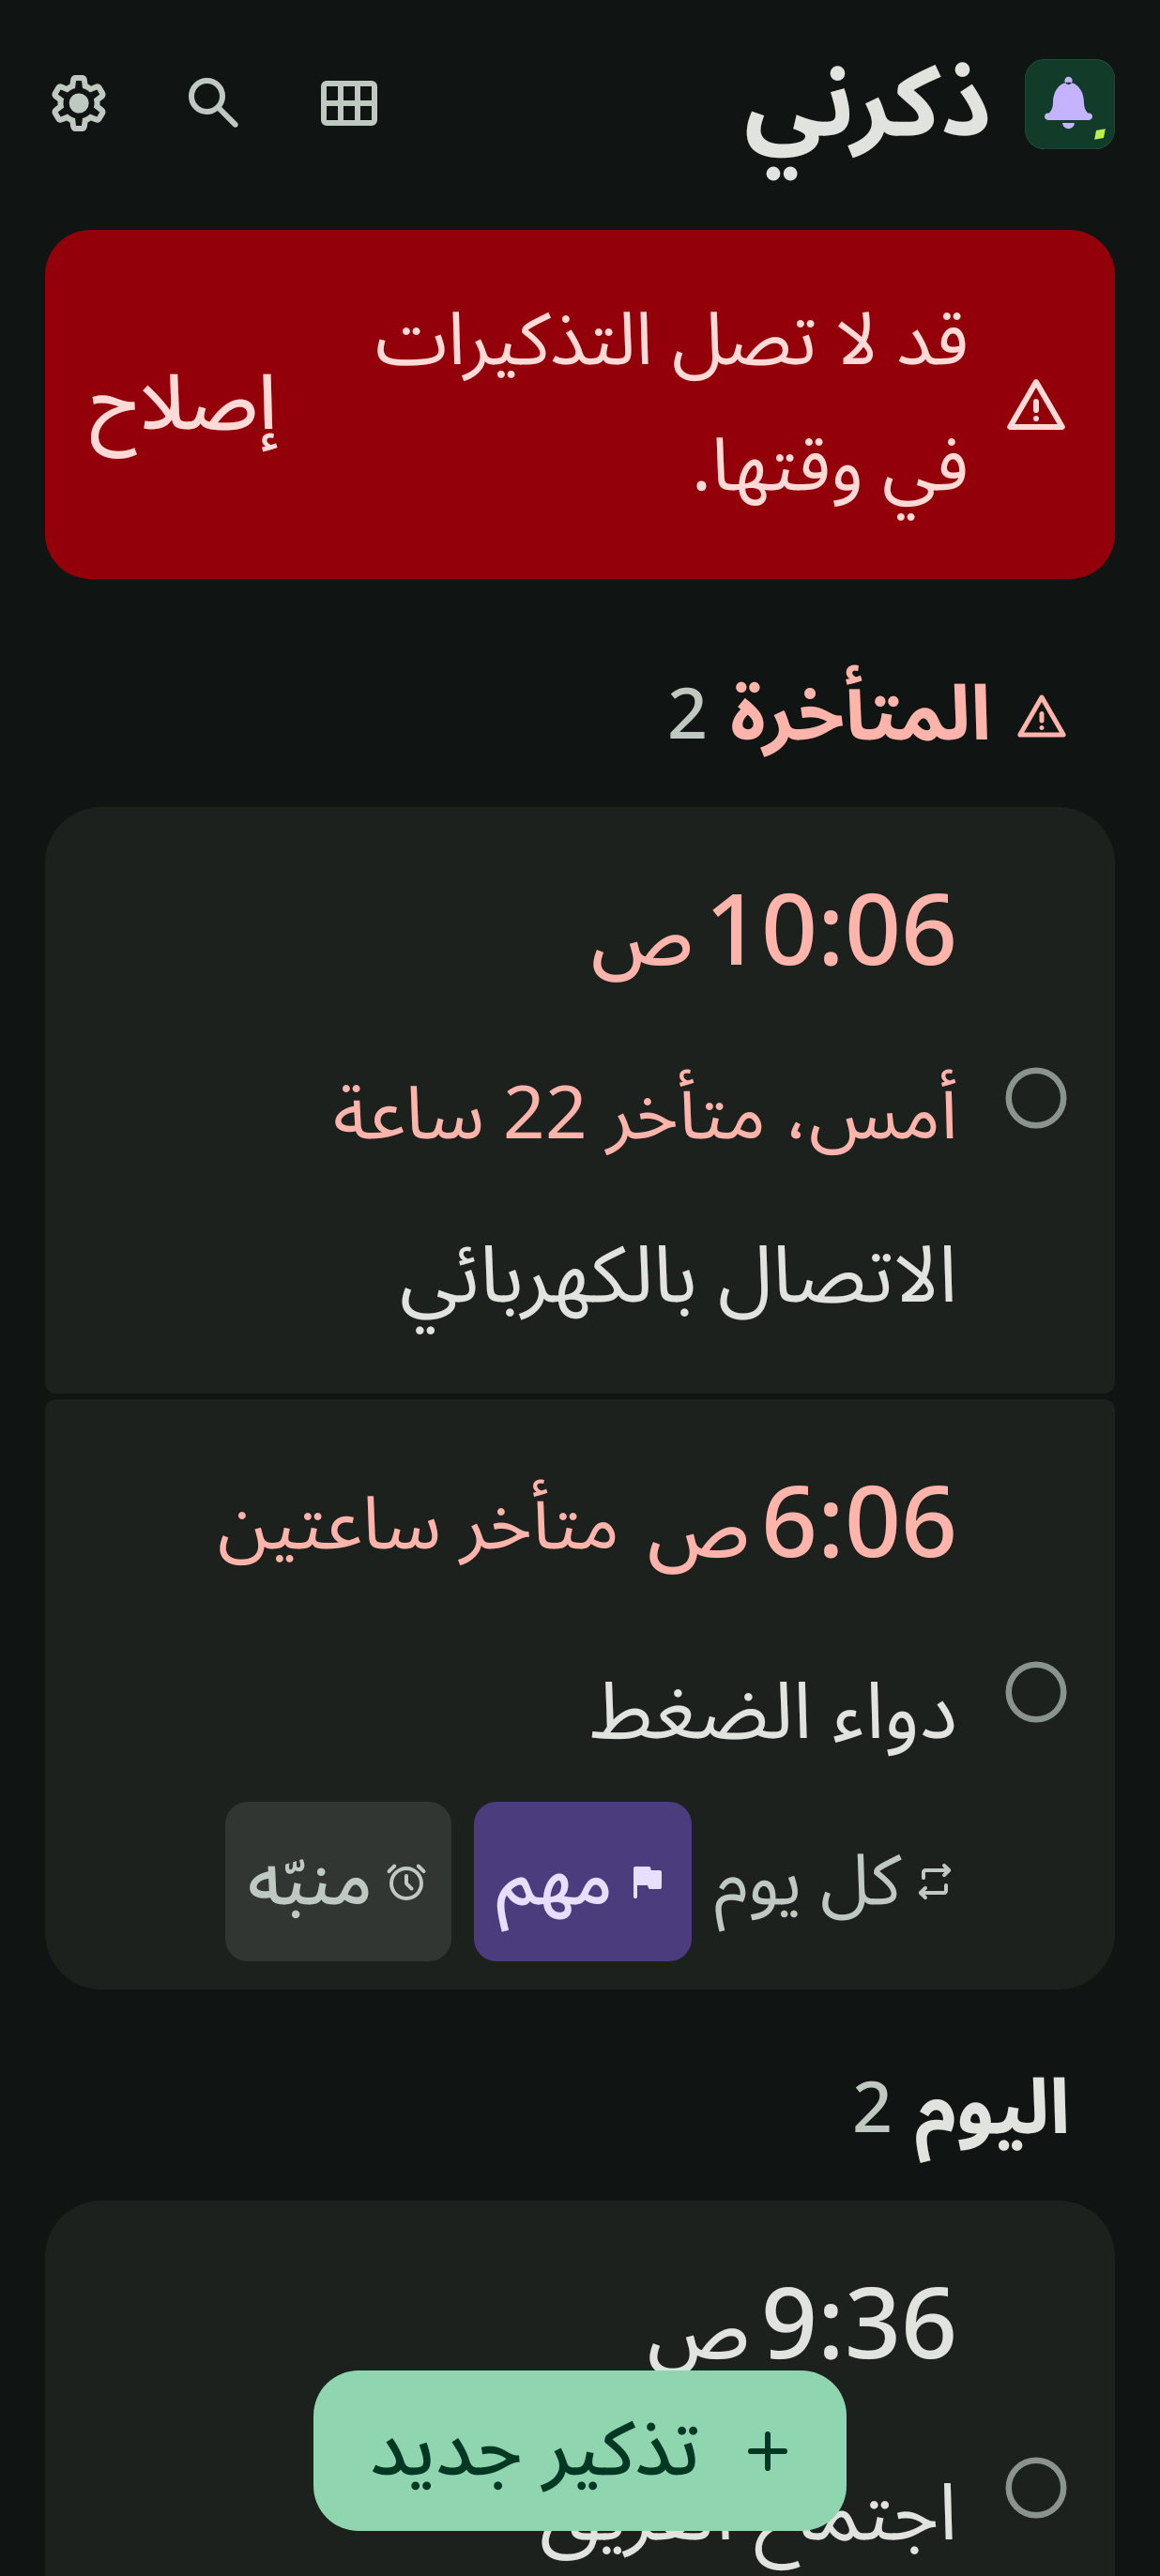 ذكرني
قد لا تصل التذكيرات
في وقتها.
إصلاح
المتأخرة 2
10:06 ص
أمس، متأخر 22 ساعة
الاتصال بالكهربائي
6:06 ص متأخر ساعتين
دواء الضغط
كل يوم مهم منبّه
اليوم 2
9:36 ص
تذكير جديد